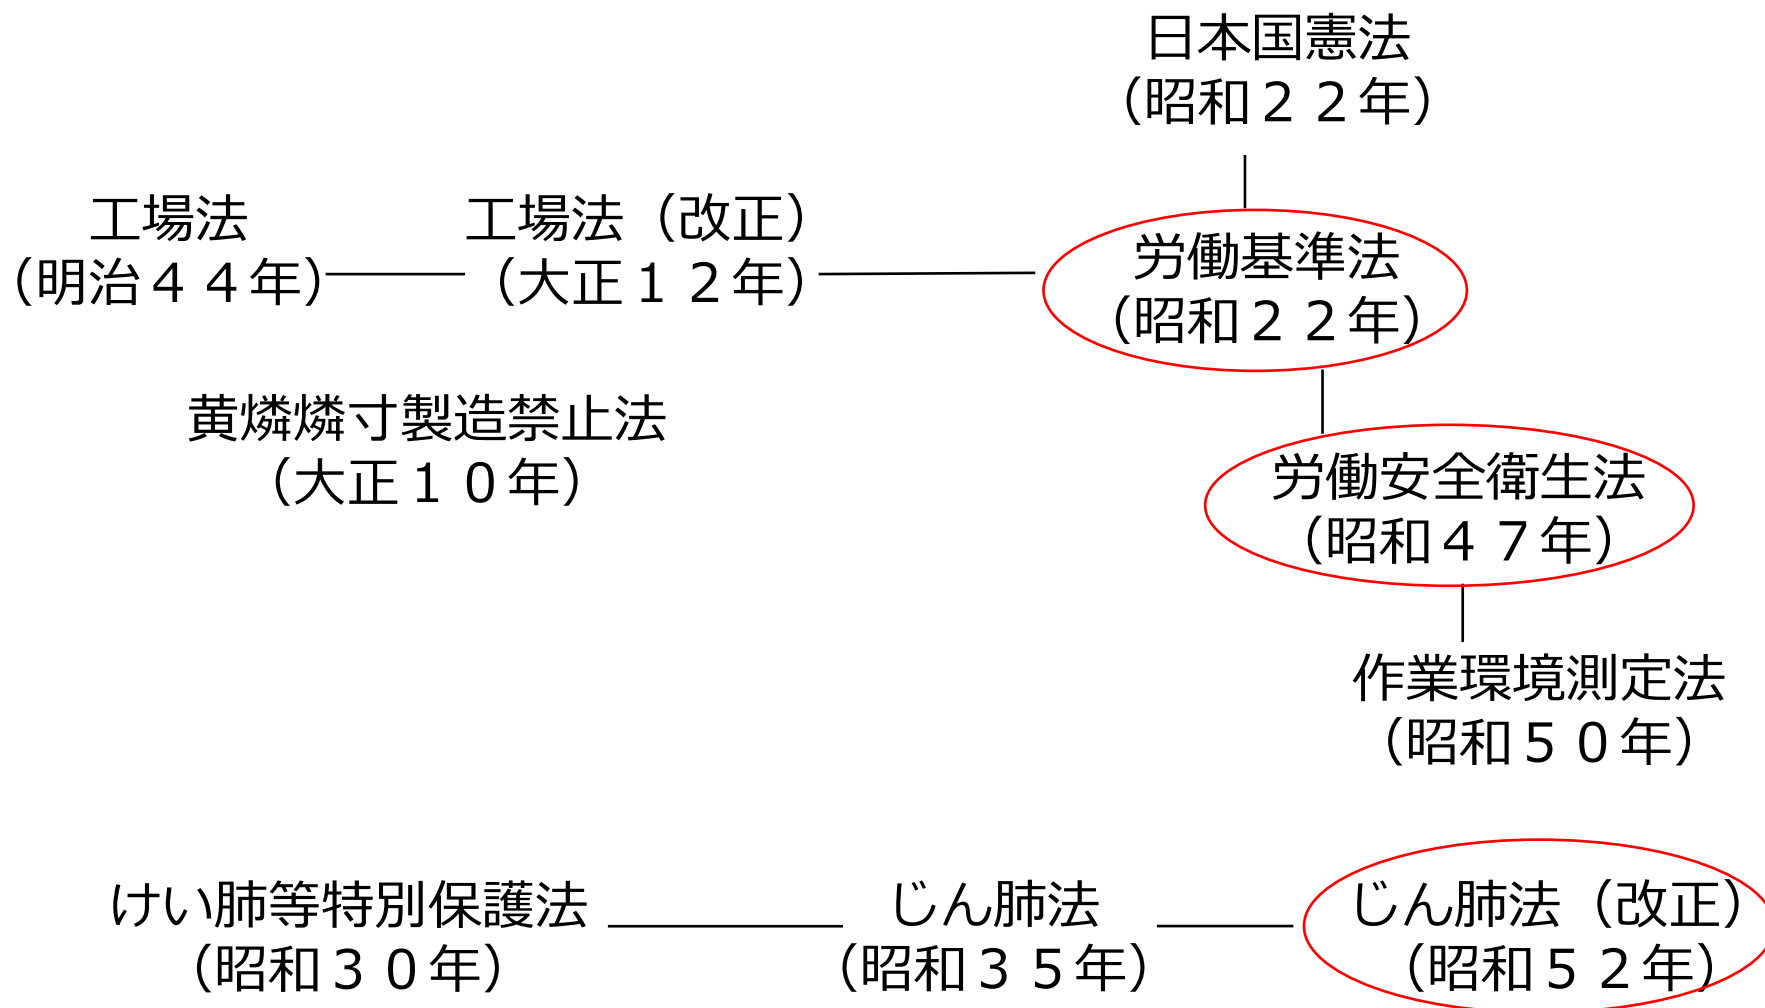 日本国憲法
（昭和２２年）
工場法
（明治４４年）
工場法（改正）
（大正１２年）
労働基準法
（昭和２２年）
黄燐燐寸製造禁止法
（大正１０年）
労働安全衛生法
（昭和４７年）
作業環境測定法
（昭和５０年）
けい肺等特別保護法
（昭和３０年）
じん肺法
（昭和３５年）
じん肺法（改正）
（昭和５２年）